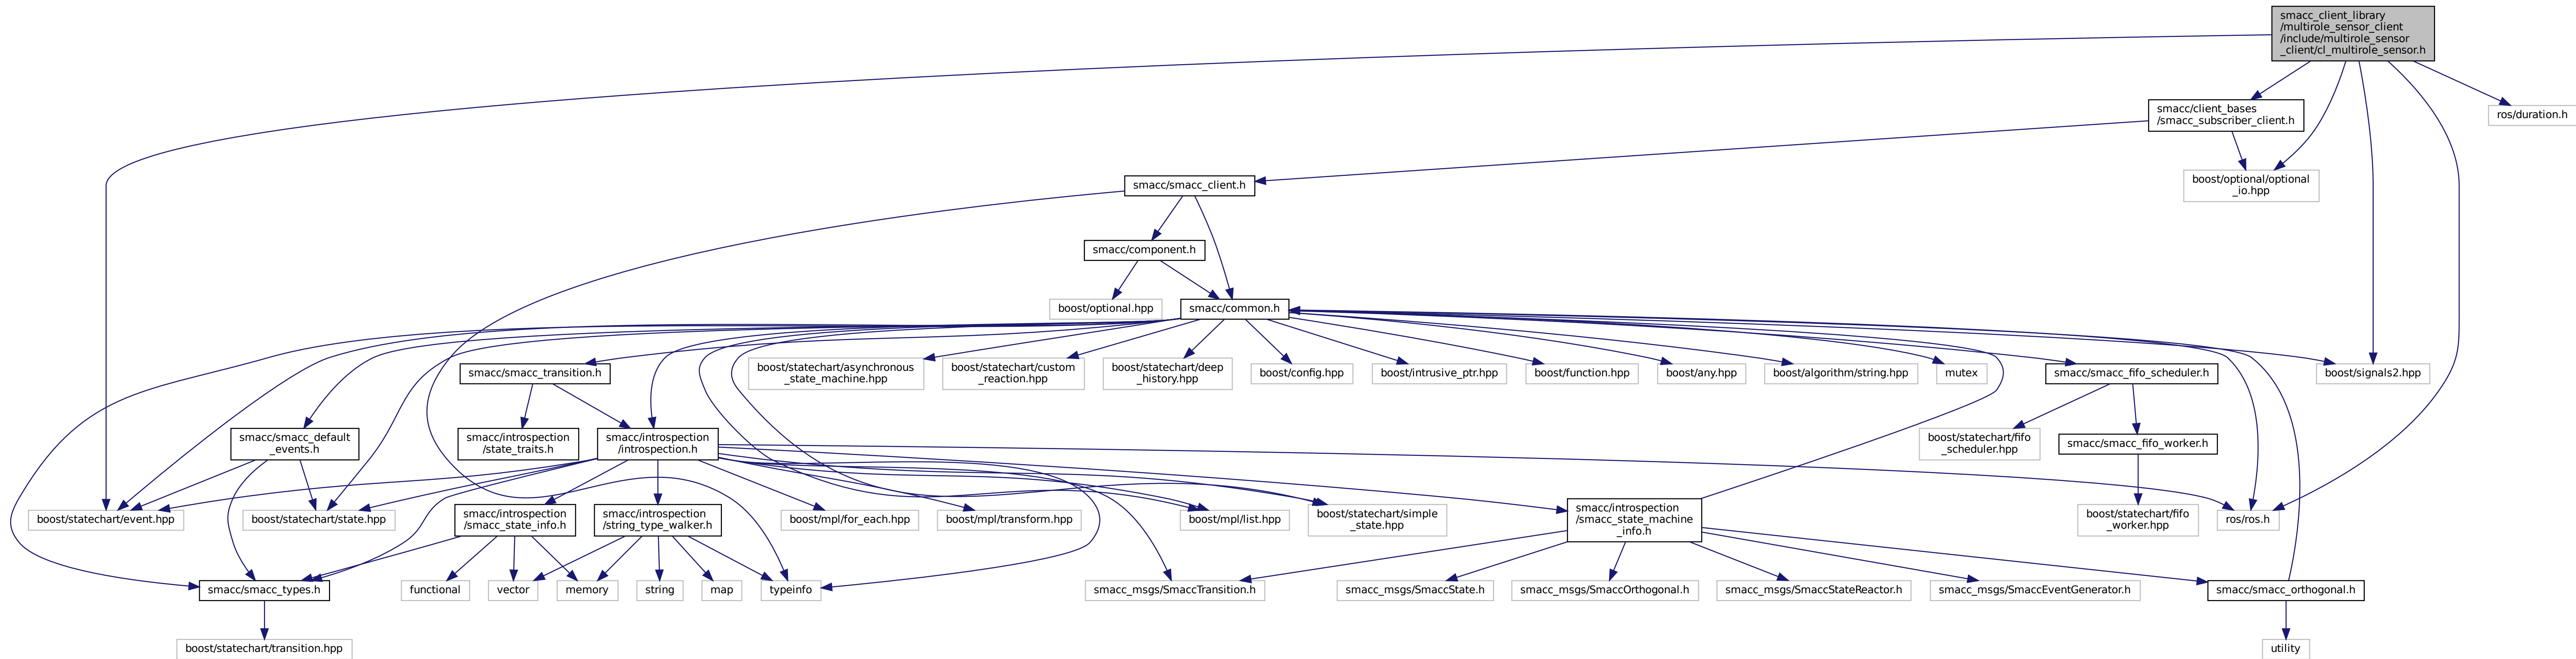 smacc_client_library
/multirole_sensor_client
/include/multirole_sensor
_client/cl_multirole_sensor.h
smacc/client_bases
/smacc_subscriber_client.h
ros/duration.h
smacc/smacc_client.h
boost/optional/optional
_io.hpp
smacc/component.h
boost/optional.hpp
smacc/common.h
smacc/smacc_transition.h
boost/statechart/asynchronous
_state_machine.hpp
boost/statechart/custom
_reaction.hpp
boost/statechart/deep
_history.hpp
boost/config.hpp
boost/intrusive_ptr.hpp
boost/function.hpp
boost/any.hpp
boost/algorithm/string.hpp
mutex
smacc/smacc_fifo_scheduler.h
boost/signals2.hpp
smacc/smacc_default
_events.h
smacc/introspection
/state_traits.h
smacc/introspection
/introspection.h
boost/statechart/fifo
_scheduler.hpp
smacc/smacc_fifo_worker.h
boost/statechart/event.hpp
boost/statechart/state.hpp
smacc/introspection
/smacc_state_info.h
smacc/introspection
/string_type_walker.h
boost/mpl/for_each.hpp
boost/mpl/transform.hpp
boost/mpl/list.hpp
boost/statechart/simple
_state.hpp
smacc/introspection
/smacc_state_machine
_info.h
boost/statechart/fifo
_worker.hpp
ros/ros.h
smacc/smacc_types.h
functional
vector
memory
string
map
typeinfo
smacc_msgs/SmaccTransition.h
smacc_msgs/SmaccState.h
smacc_msgs/SmaccOrthogonal.h
smacc_msgs/SmaccStateReactor.h
smacc_msgs/SmaccEventGenerator.h
smacc/smacc_orthogonal.h
boost/statechart/transition.hpp
utility